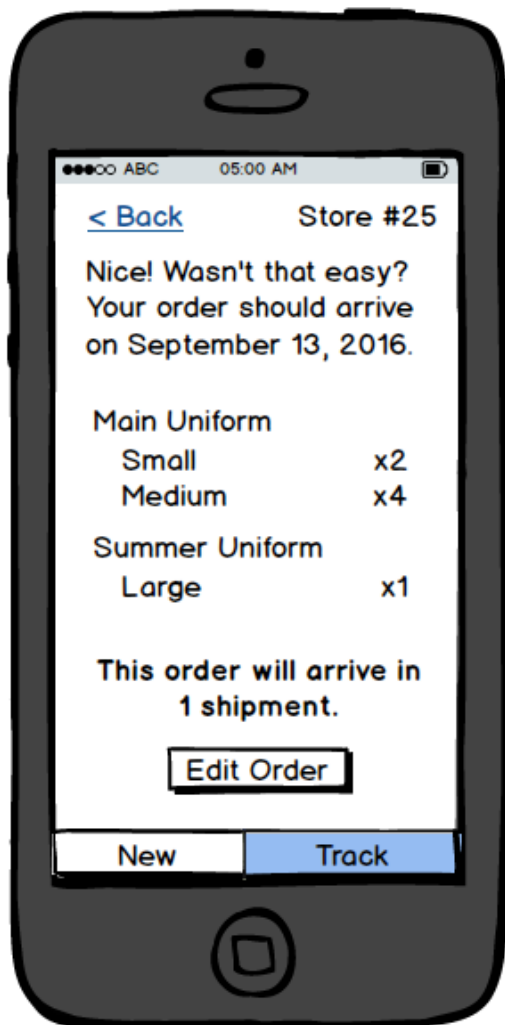 ABC 05:00 AM
< Back Store #25
Nice! Wasn't that easy?
Your order should arrive
on September 13, 2016.
Main Uniform
Small x2
Medium x4
Summer Uniform
Large x1
This order will arrive in
1 shipment.
Edit Order
New Track